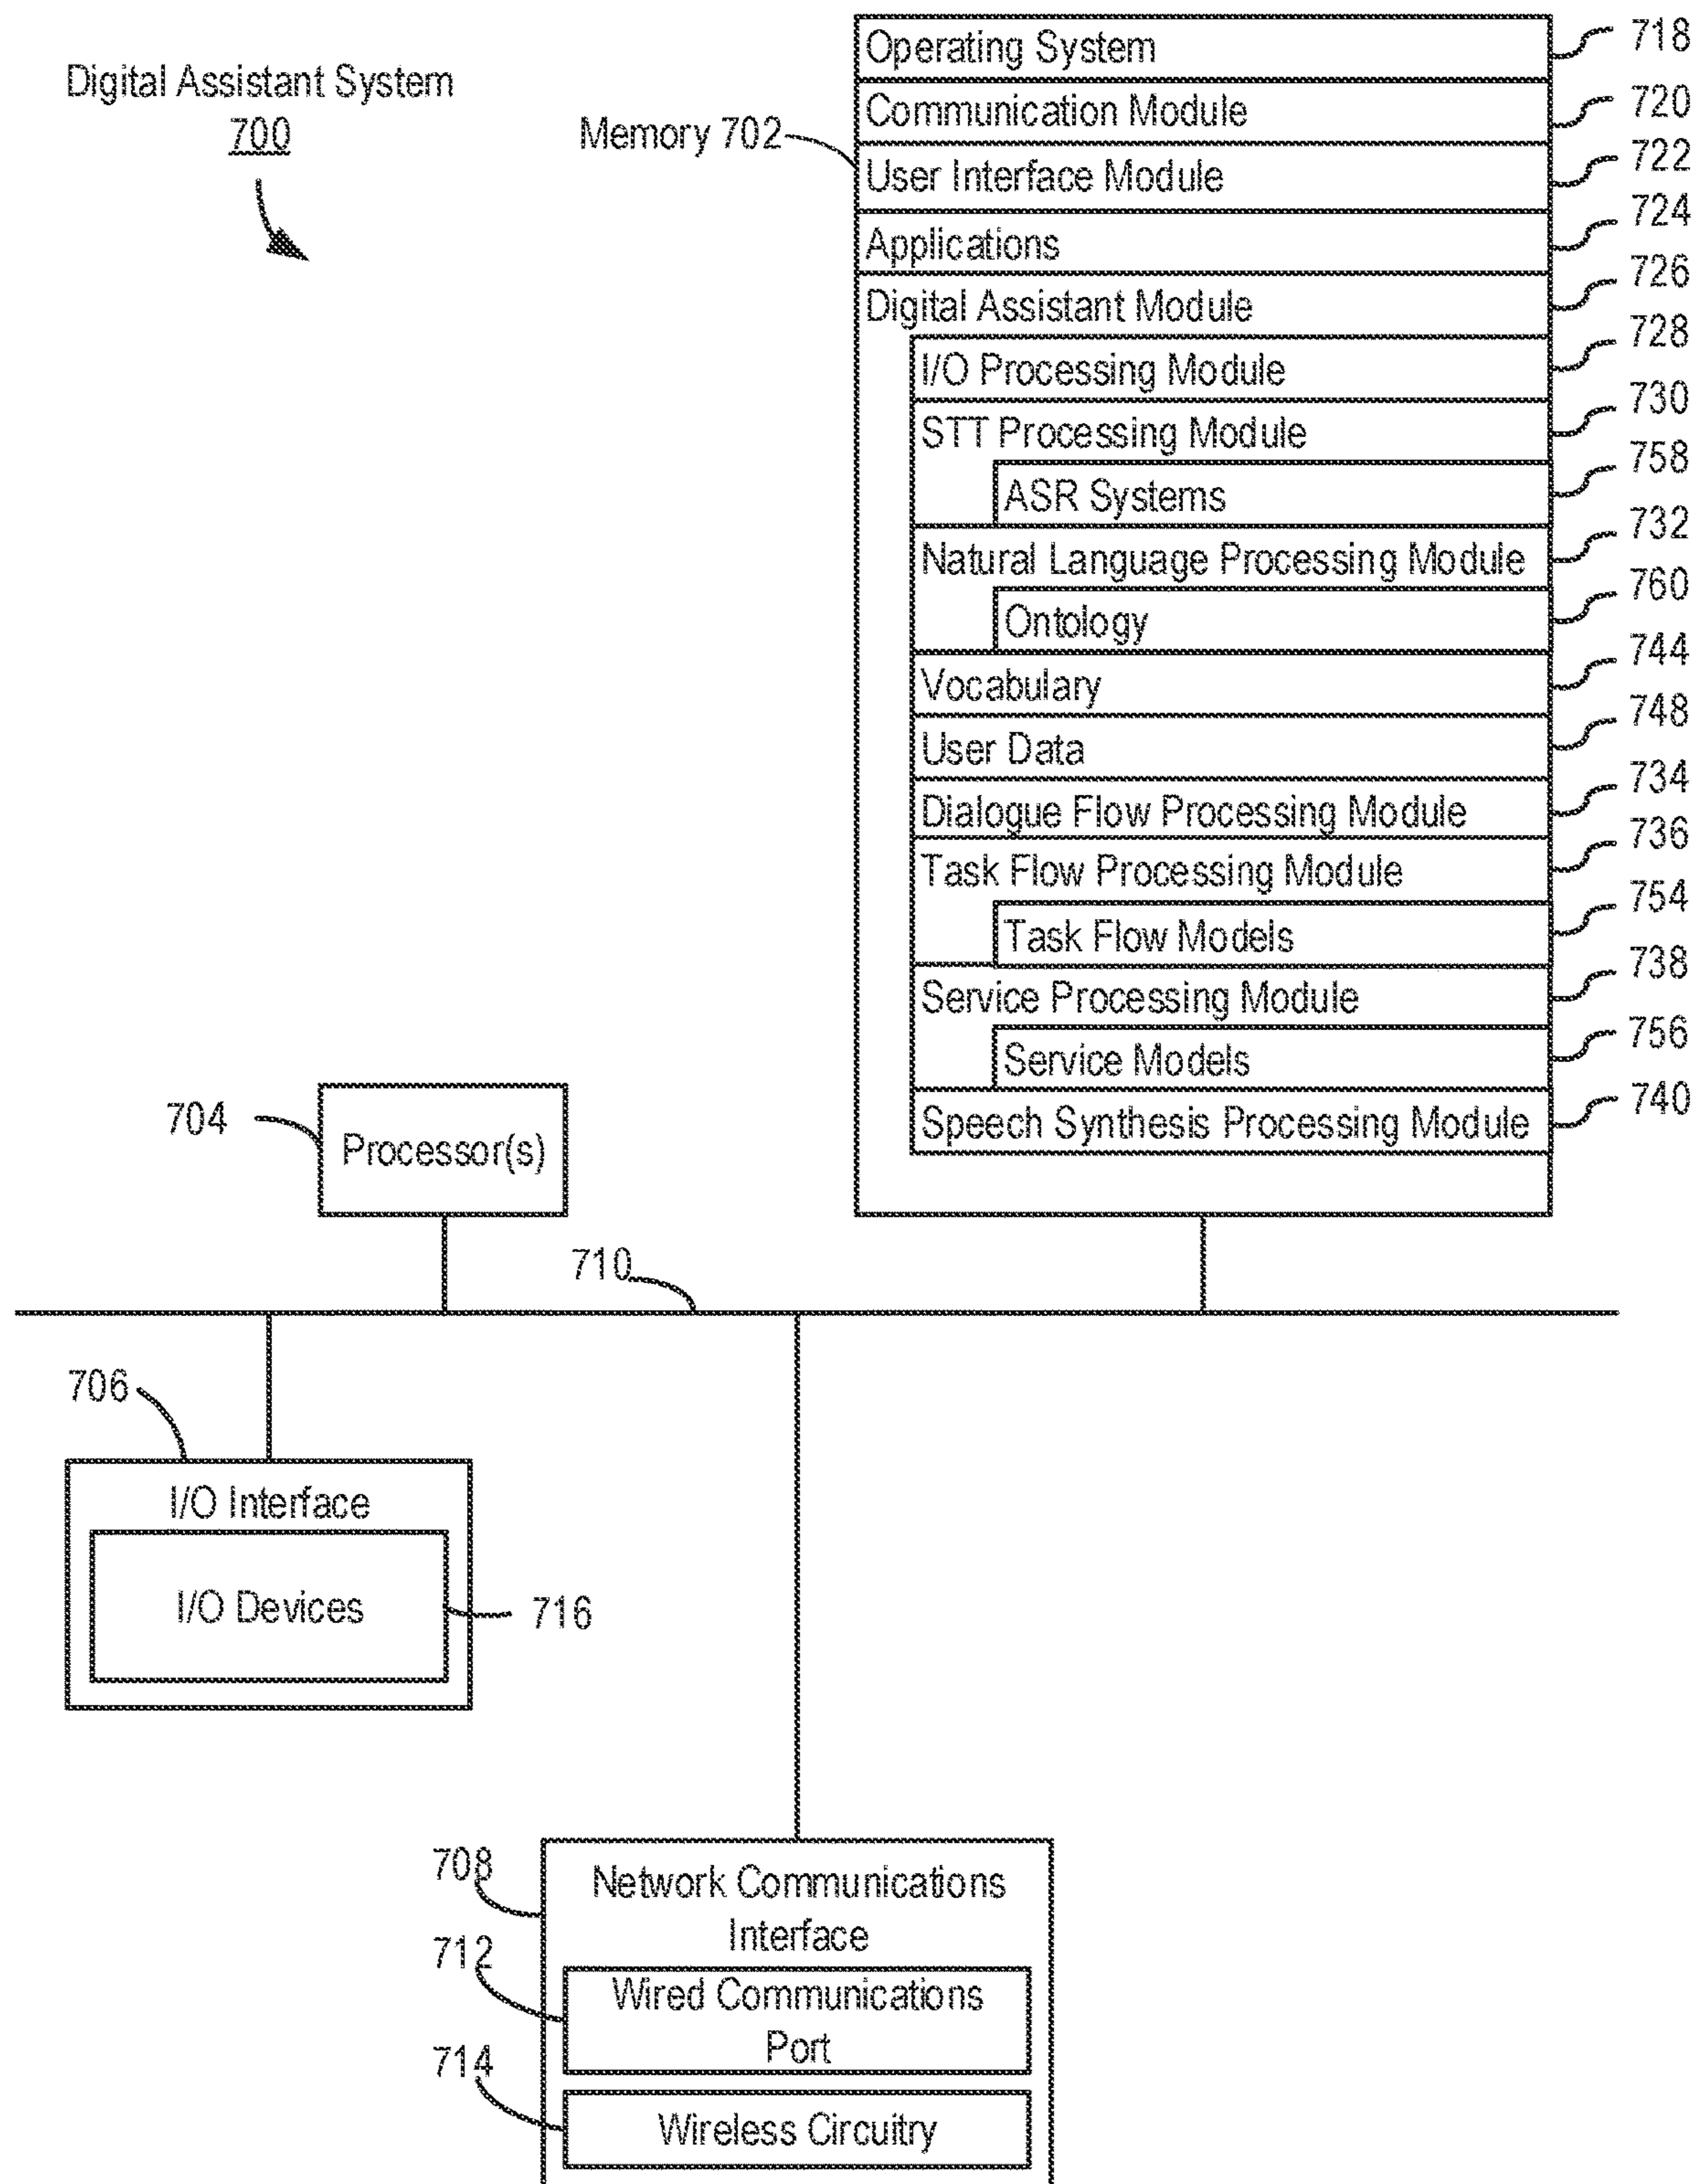 Digital Assistant System
700
Memory 702
Operating System 718
Communication Module 720
User Interface Module 722
Applications 724
Digital Assistant Module 726
I/O Processing Module 728
STT Processing Module 730
ASR Systems 758
Natural Language Processing Module 732
Ontology 760
Vocabulary 744
User Data 748
Dialogue Flow Processing Module 734
Task Flow Processing Module 736
Task Flow Models 754
Service Processing Module 738
Service Models 756
Speech Synthesis Processing Module 740
704
Processor(s)
710
706
I/O Interface
I/O Devices
716
708
Network Communications
Interface
712
Wired Communications
Port
714
Wireless Circuitry